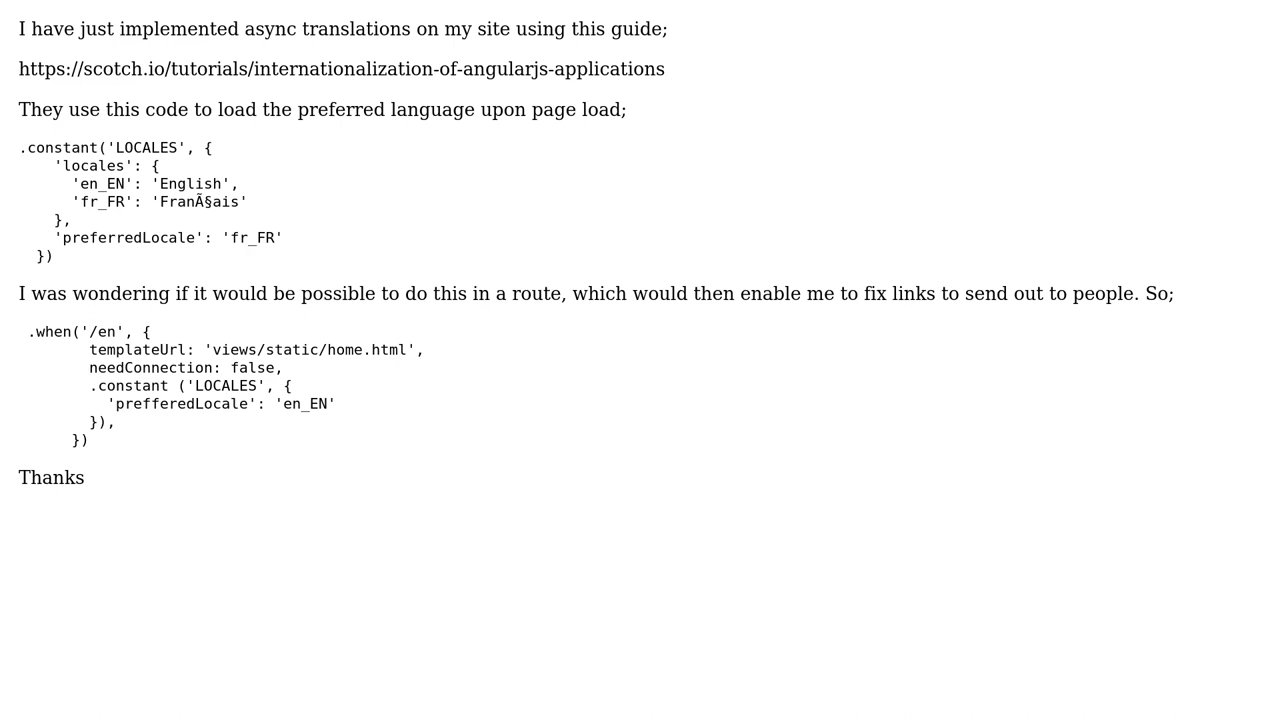 I have just implemented async translations on my site using this guide;
https://scotch.io/tutorials/internationalization-of-angularjs-applications
They use this code to load the preferred language upon page load;
.constant('LOCALES', {
    'locales': {
      'en_EN': 'English',
      'fr_FR': 'FranÃ§ais'
    },
    'preferredLocale': 'fr_FR'
  })
I was wondering if it would be possible to do this in a route, which would then enable me to fix links to send out to people. So;
 .when('/en', {
        templateUrl: 'views/static/home.html',
        needConnection: false,
        .constant ('LOCALES', {
          'prefferedLocale': 'en_EN'
        }),
      })
Thanks